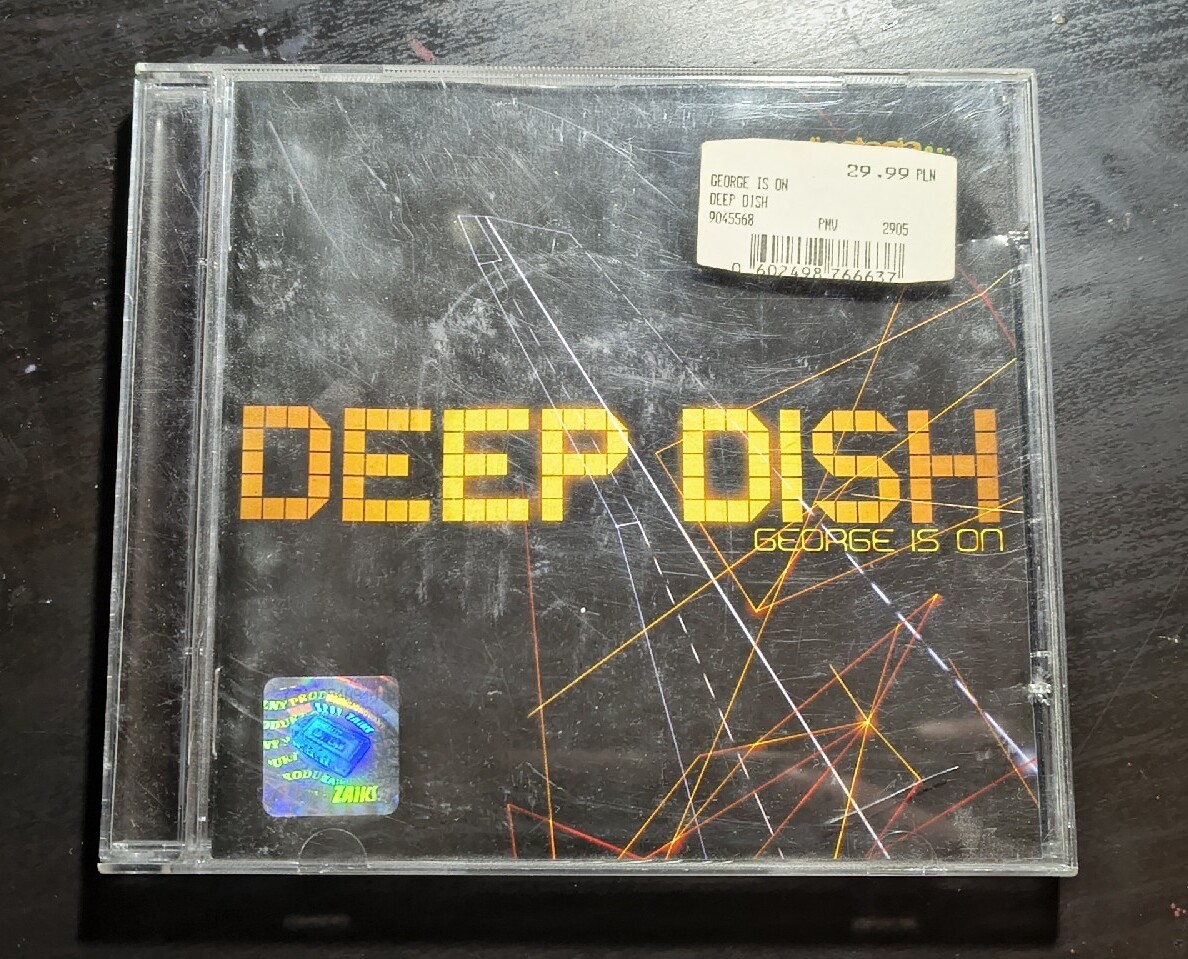 29.99 PLN
GEORGE IS ON
DEEP DISH
9045568 PMV 2905
0 602498 766637
DEEP DISH
GEORGE IS ON
ZAIKS
ZAIKS